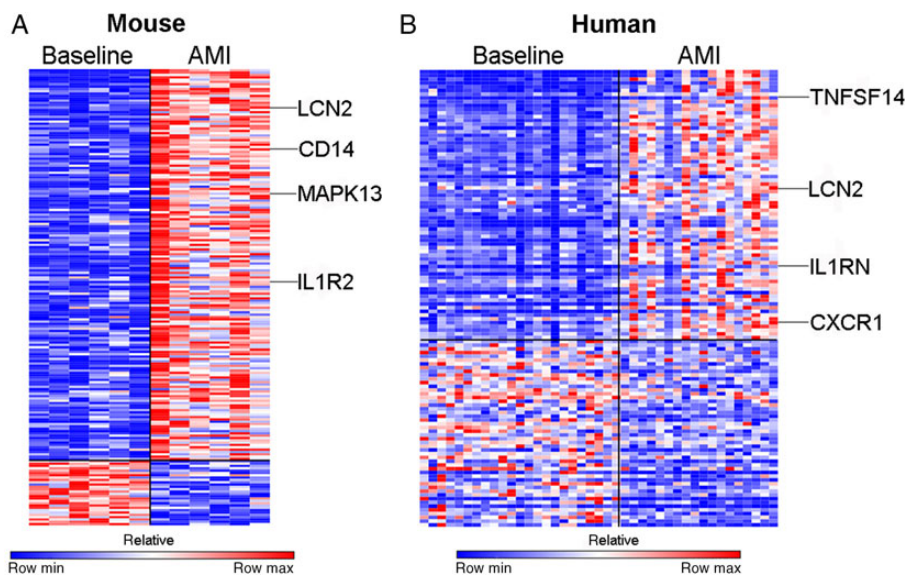 A
Mouse
Baseline AMI
LCN2
CD14
MAPK13
IL1R2
Relative
Row min Row max
B
Human
Baseline AMI
TNFSF14
LCN2
IL1RN
CXCR1
Relative
Row min Row max